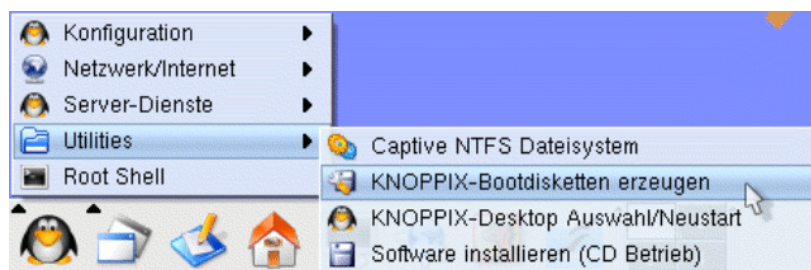 Konfiguration
Netzwerk/Internet
Server-Dienste
Utilities
Root Shell
Captive NTFS Dateisystem
KNOPPIX-Bootdisketten erzeugen
KNOPPIX-Desktop Auswahl/Neustart
Software installieren (CD Betrieb)